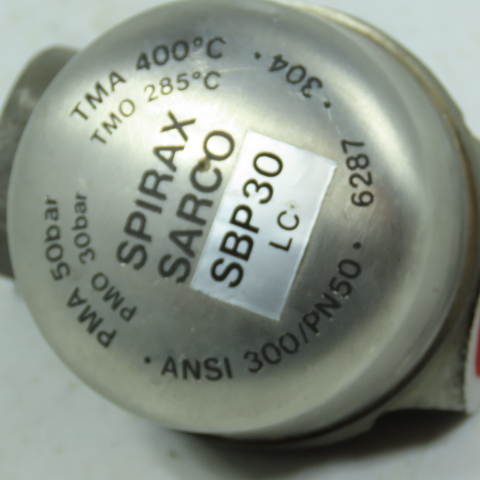 TMA 400°C
TMO 285°C
SPIRAX
SARCO
SBP30
LC
PMA 50bar
PMO 30bar
· ANSI 300/PN50 ·
6287
· 304 ·